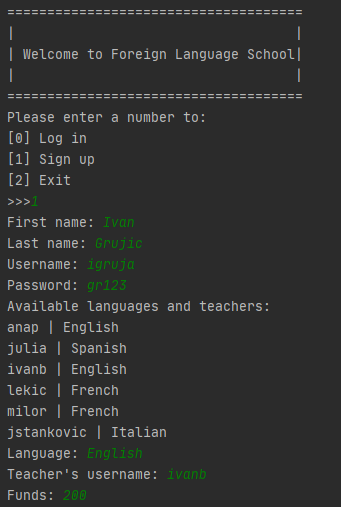 =====================================
|                                   |
| Welcome to Foreign Language School|
|                                   |
=====================================
Please enter a number to:
[0] Log in
[1] Sign up
[2] Exit
>>>1
First name: Ivan
Last name: Grujic
Username: igruja
Password: gr123
Available languages and teachers:
anap | English
julia | Spanish
ivanb | English
lekic | French
milor | French
jstankovic | Italian
Language: English
Teacher's username: ivanb
Funds: 200